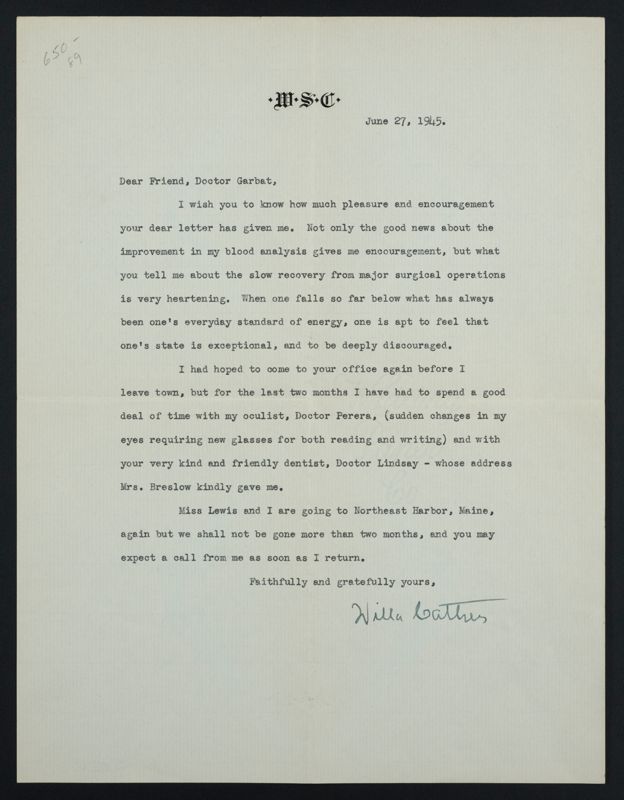 650-
89
·W·S·C·
June 27, 1945.
Dear Friend, Doctor Garbat,
I wish you to know how much pleasure and encouragement
your dear letter has given me. Not only the good news about the
improvement in my blood analysis gives me encouragement, but what
you tell me about the slow recovery from major surgical operations
is very heartening. When one falls so far below what has always
been one's everyday standard of energy, one is apt to feel that
one's state is exceptional, and to be deeply discouraged.
I had hoped to come to your office again before I
leave town, but for the last two months I have had to spend a good
deal of time with my oculist, Doctor Perera, (sudden changes in my
eyes requiring new glasses for both reading and writing) and with
your very kind and friendly dentist, Doctor Lindsay - whose address
Mrs. Breslow kindly gave me.
Miss Lewis and I are going to Northeast Harbor, Maine,
again but we shall not be gone more than two months, and you may
expect a call from me as soon as I return.
Faithfully and gratefully yours,
Willa Cather